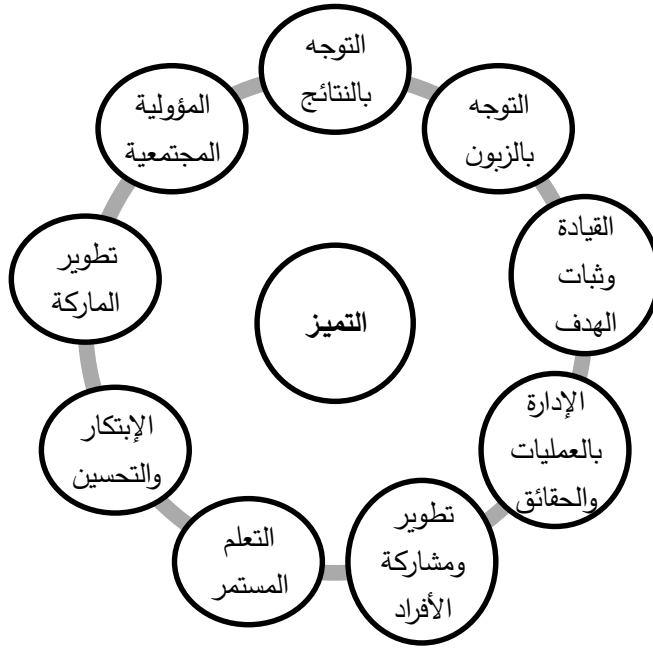 التوجه
بالنتائج
التوجه
بالزبون
القيادة
وثبات
الهدف
الإدارة
بالعمليات
والحقائق
تطوير
ومشاركة
الأفراد
التعلم
المستمر
الإبتكار
والتحسين
تطوير
الماركة
المؤولية
المجتمعية
التميز